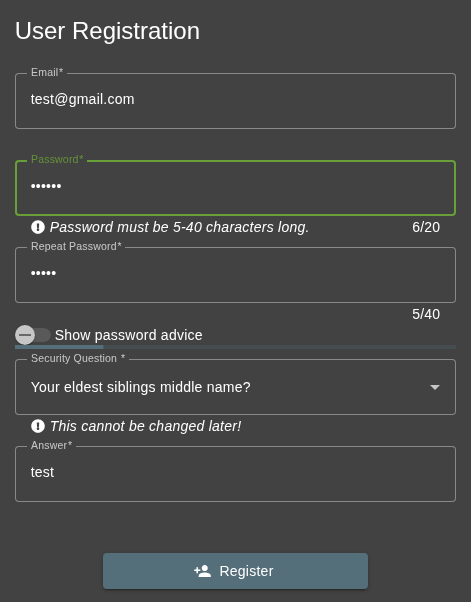 User Registration
Email*
test@gmail.com
Password*
••••••
Password must be 5-40 characters long.
6/20
Repeat Password*
•••••
5/40
Show password advice
Security Question *
Your eldest siblings middle name?
This cannot be changed later!
Answer*
test
Register